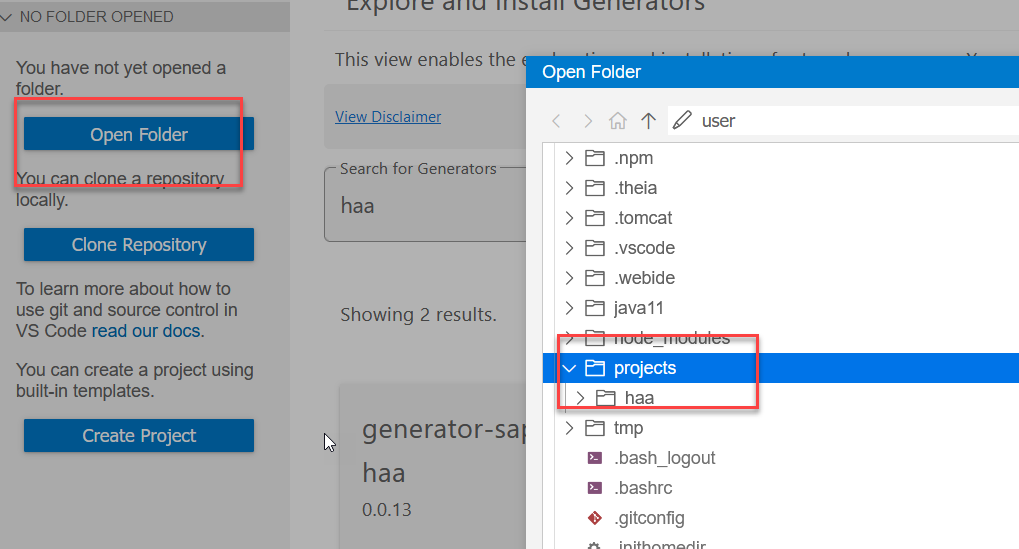 NO FOLDER OPENED
You have not yet opened a
folder.
Open Folder
You can clone a repository
locally.
Clone Repository
To learn more about how to
use git and source control in
VS Code read our docs.
You can create a project using
built-in templates.
Create Project
Explore and Install Generators
This view enables the
View Disclaimer
Search for Generators
haa
Showing 2 results.
generator-sap
haa
0.0.13
Open Folder
user
.npm
.theia
.tomcat
.vscode
.webide
java11
node_modules
projects
haa
tmp
.bash_logout
.bashrc
.gitconfig
.inithomedir